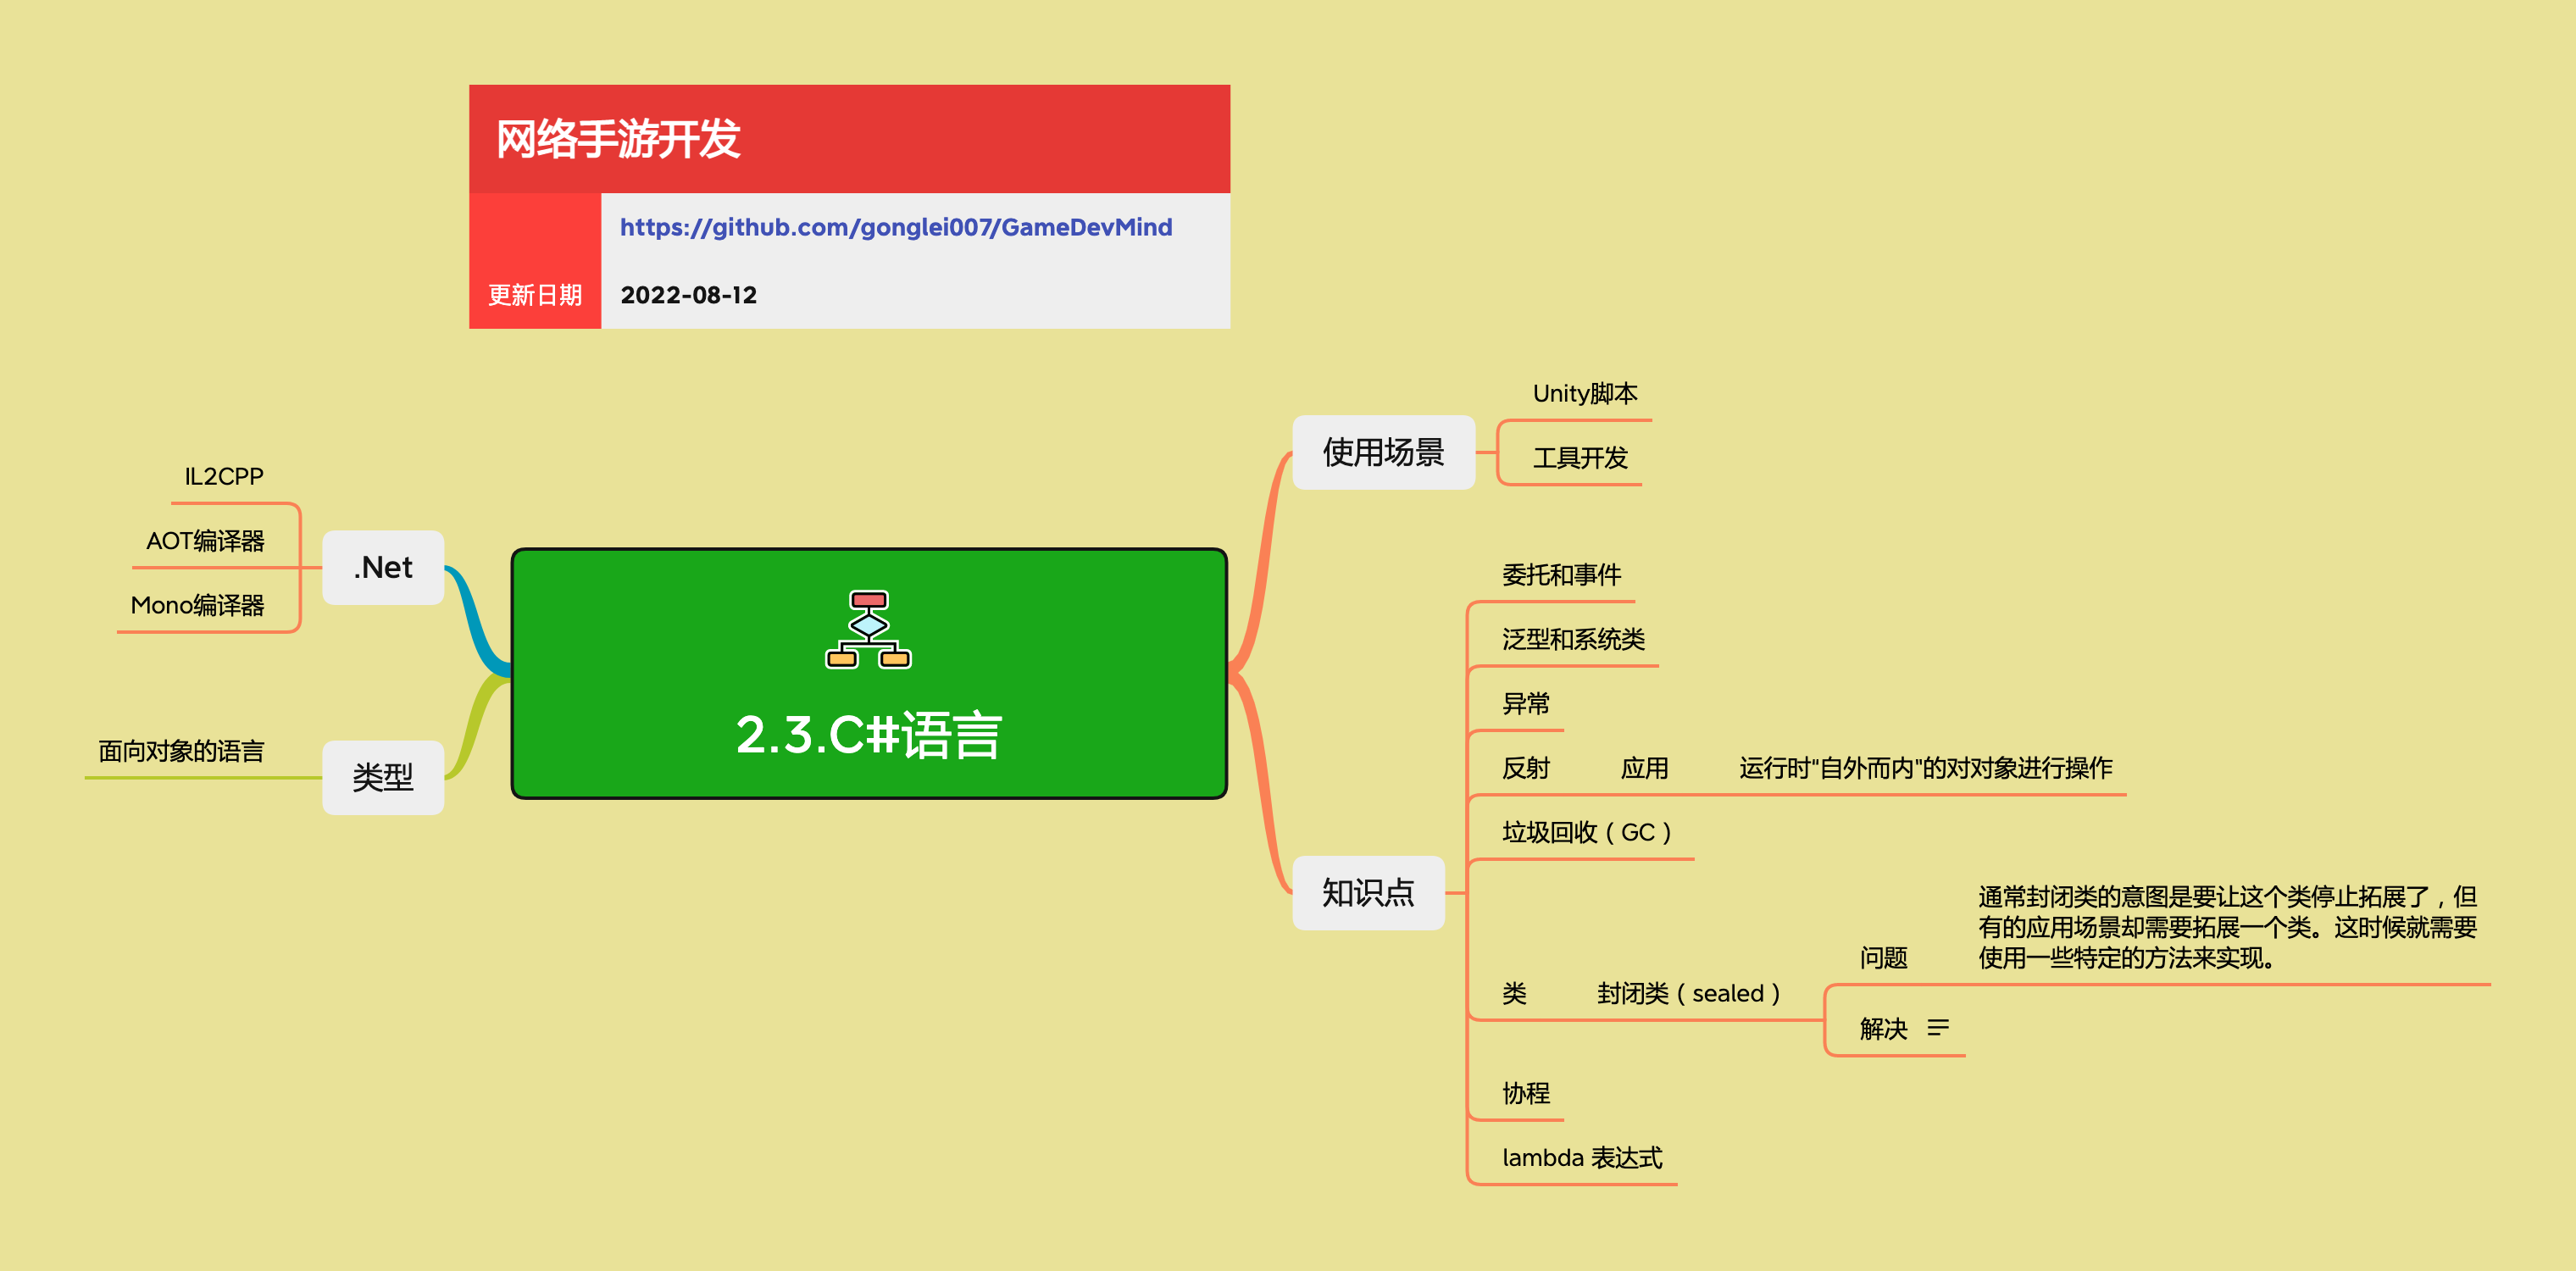 网络手游开发
https://github.com/gonglei007/GameDevMind
更新日期 2022-08-12
2.3.C#语言
使用场景
Unity脚本
工具开发
知识点
委托和事件
泛型和系统类
异常
反射 应用 运行时"自外而内"的对对象进行操作
垃圾回收（GC）
类 封闭类（sealed）
问题
通常封闭类的意图是要让这个类停止拓展了，但
有的应用场景却需要拓展一个类。这时候就需要
使用一些特定的方法来实现。
解决
协程
lambda 表达式
.Net
IL2CPP
AOT编译器
Mono编译器
类型
面向对象的语言